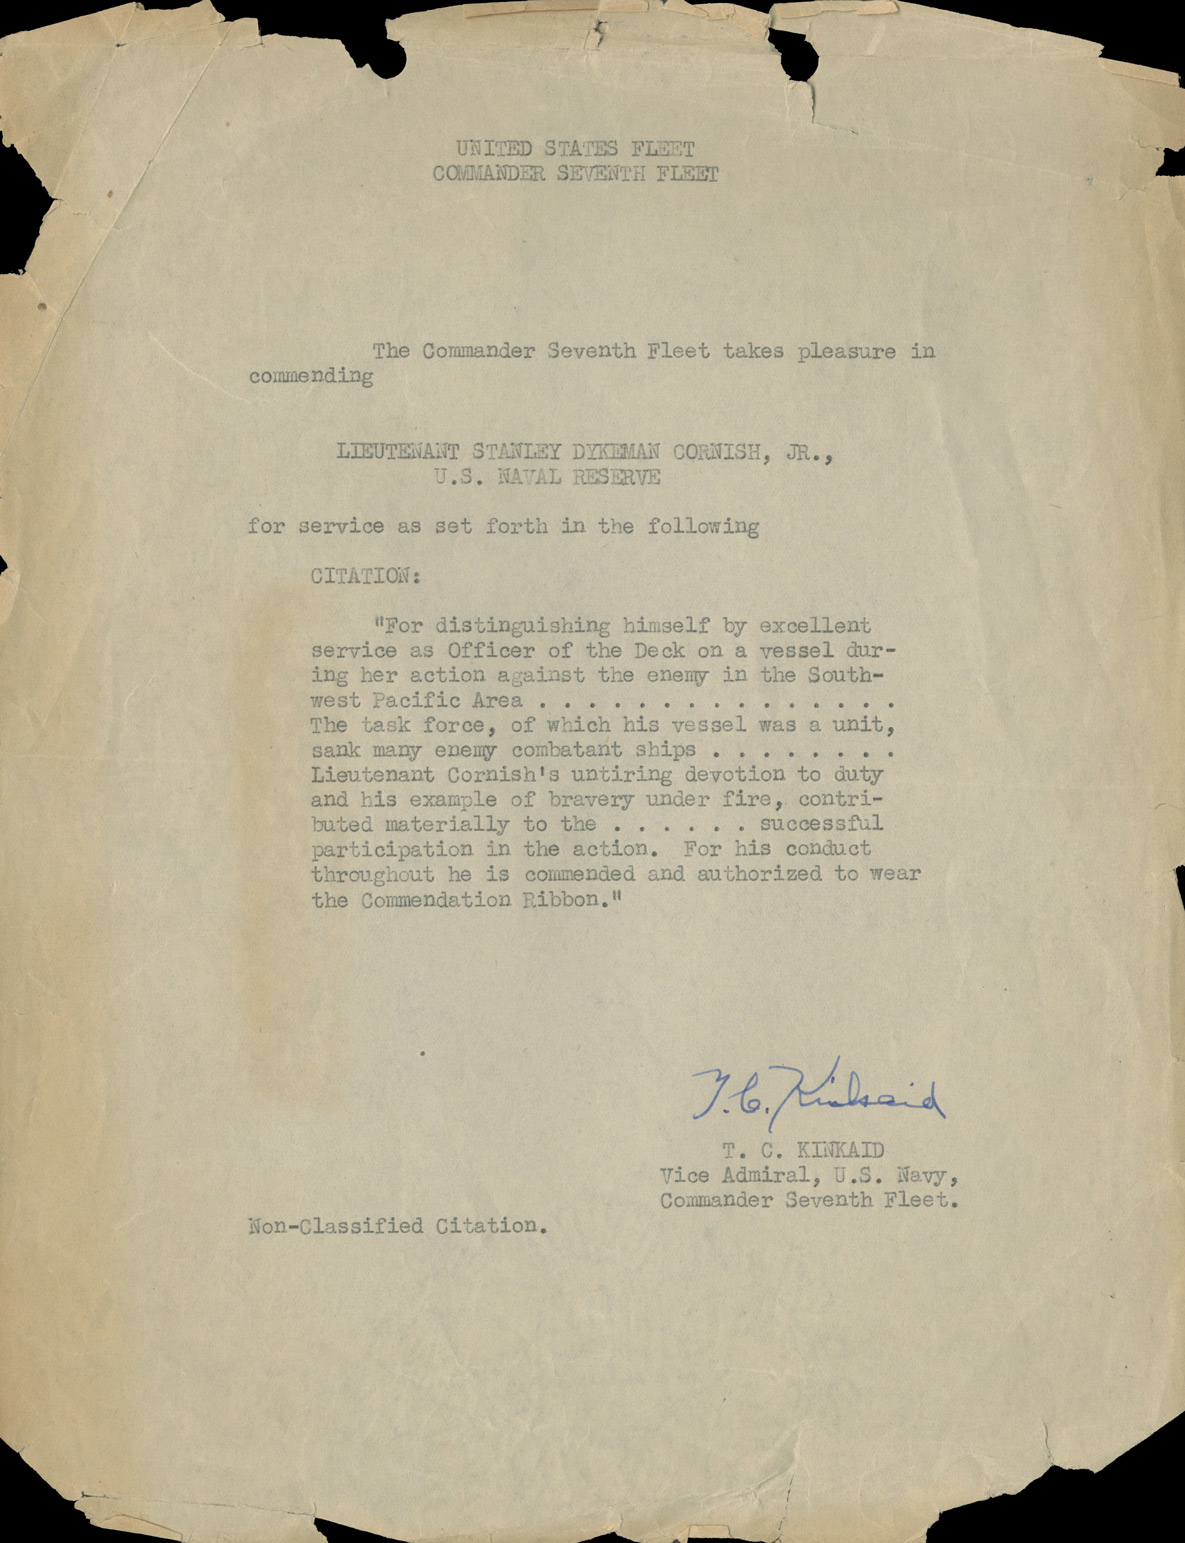 UNITED STATES FLEET
COMMANDER SEVENTH FLEET
The Commander Seventh Fleet takes pleasure in
commending
LIEUTENANT STANLEY DYKEMAN CORNISH, JR.,
U.S. NAVAL RESERVE
for service as set forth in the following
CITATION:
"For distinguishing himself by excellent
service as Officer of the Deck on a vessel dur-
ing her action against the enemy in the South-
west Pacific Area . . . . . . . . . . . . . . .
The task force, of which his vessel was a unit,
sank many enemy combatant ships . . . . . . . .
Lieutenant Cornish's untiring devotion to duty
and his example of bravery under fire, contri-
buted materially to the . . . . . . successful
participation in the action.  For his conduct
throughout he is commended and authorized to wear
the Commendation Ribbon."
T. C. Kinkaid
T. C. KINKAID
Vice Admiral, U.S. Navy,
Commander Seventh Fleet.
Non-Classified Citation.